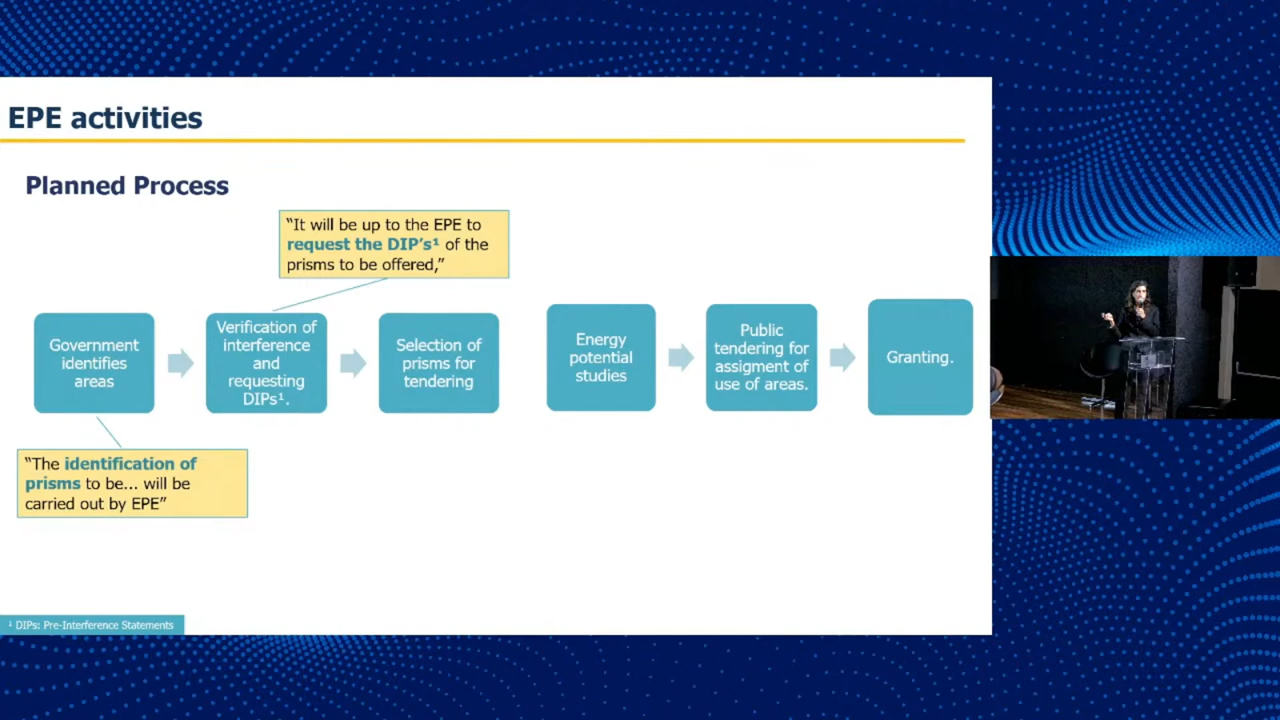 EPE activities
Planned Process
“It will be up to the EPE to
request the DIP’s¹ of the
prisms to be offered,”
Government
identifies
areas
Verification of
interference
and
requesting
DIPs¹.
Selection of
prisms for
tendering
Energy
potential
studies
Public
tendering for
assigment of
use of areas.
Granting.
“The identification of
prisms to be... will be
carried out by EPE”
¹ DIPs: Pre-Interference Statements